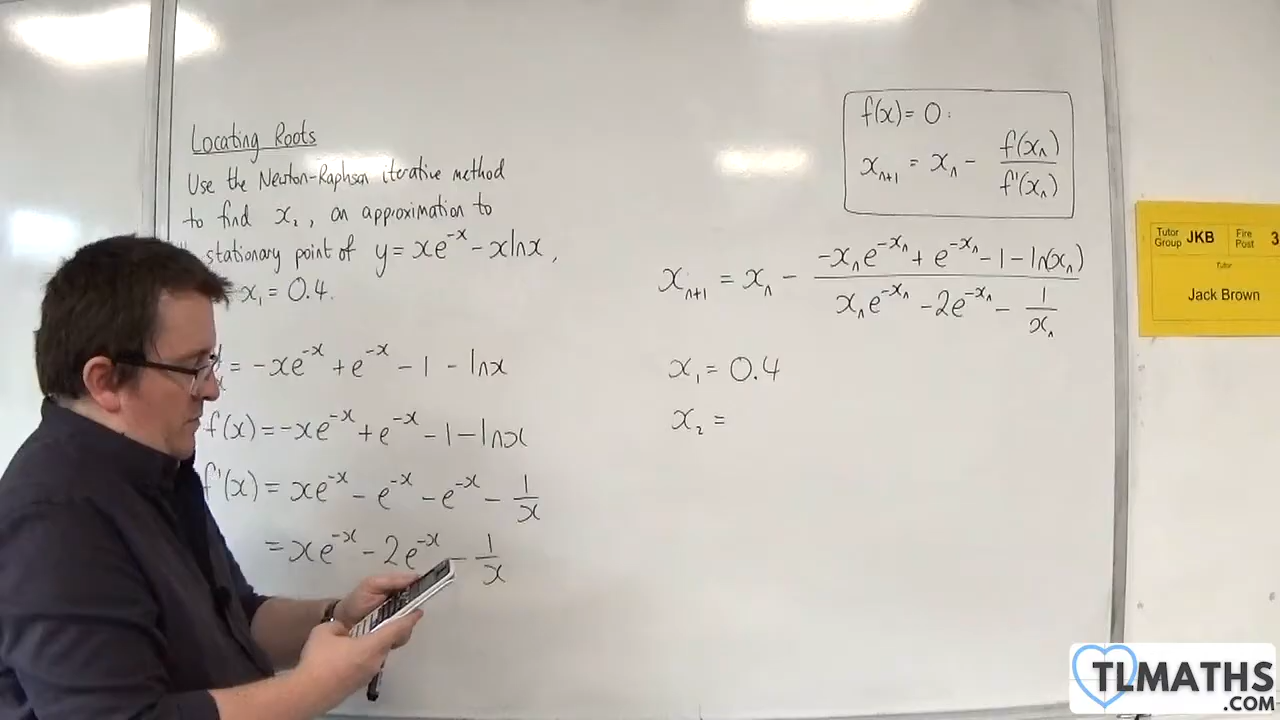 Locating Roots
Use the Newton-Raphson iterative method
to find x₂, an approximation to
stationary point of y = xe⁻ˣ - xlnx,
x₁ = 0.4.
= -xe⁻ˣ + e⁻ˣ - 1 - lnx
f(x) = -xe⁻ˣ + e⁻ˣ - 1 - lnx
f'(x) = xe⁻ˣ - e⁻ˣ - e⁻ˣ - 1/x
= xe⁻ˣ - 2e⁻ˣ - 1/x
f(x) = 0:
xₙ₊₁ = xₙ - f(xₙ)/f'(xₙ)
xₙ₊₁ = xₙ - (-xₙe^(-xₙ) + e^(-xₙ) - 1 - ln(xₙ))/(xₙe^(-xₙ) - 2e^(-xₙ) - 1/xₙ)
x₁ = 0.4
x₂ =
Tutor Group JKB Fire Post 3
Tutor
Jack Brown
TLMATHS
.COM